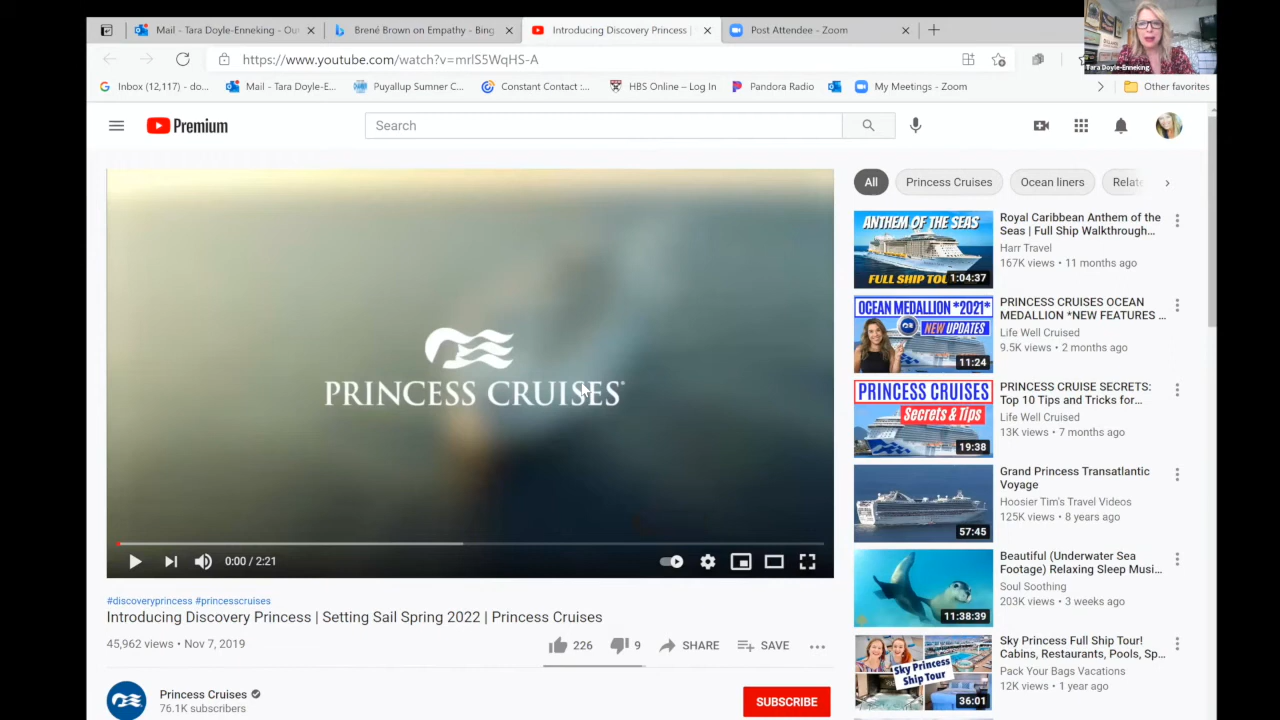 Mail - Tara Doyle-Enneking - Ou
Brené Brown on Empathy - Bing
Introducing Discovery Princess |
Post Attendee - Zoom
Tara Doyle-Enneking
Inbox (12,117) - do...
Mail - Tara Doyle-E...
Puyallup Sumner C...
Constant Contact :...
HBS Online – Log In
Pandora Radio
My Meetings - Zoom
Other favorites
Premium
Search
PRINCESS CRUISES
0:00 / 2:21
#discoveryprincess #princesscruises
Introducing Discovery Princess | Setting Sail Spring 2022 | Princess Cruises
45,962 views • Nov 7, 2019
226
9
SHARE
SAVE
Princess Cruises
76.1K subscribers
SUBSCRIBE
All
Princess Cruises
Ocean liners
Relate
ANTHEM OF THE SEAS
FULL SHIP TOU
1:04:37
Royal Caribbean Anthem of the
Seas | Full Ship Walkthrough...
Harr Travel
167K views • 11 months ago
OCEAN MEDALLION *2021*
NEW UPDATES
11:24
PRINCESS CRUISES OCEAN
MEDALLION *NEW FEATURES ...
Life Well Cruised
9.5K views • 2 months ago
PRINCESS CRUISES
Secrets & Tips
19:38
PRINCESS CRUISE SECRETS:
Top 10 Tips and Tricks for...
Life Well Cruised
13K views • 7 months ago
57:45
Grand Princess Transatlantic
Voyage
Hoosier Tim's Travel Videos
125K views • 8 years ago
11:38:39
Beautiful (Underwater Sea
Footage) Relaxing Sleep Musi...
Soul Soothing
203K views • 3 weeks ago
Sky Princess
Ship Tour
36:01
Sky Princess Full Ship Tour!
Cabins, Restaurants, Pools, Sp...
Pack Your Bags Vacations
12K views • 1 year ago